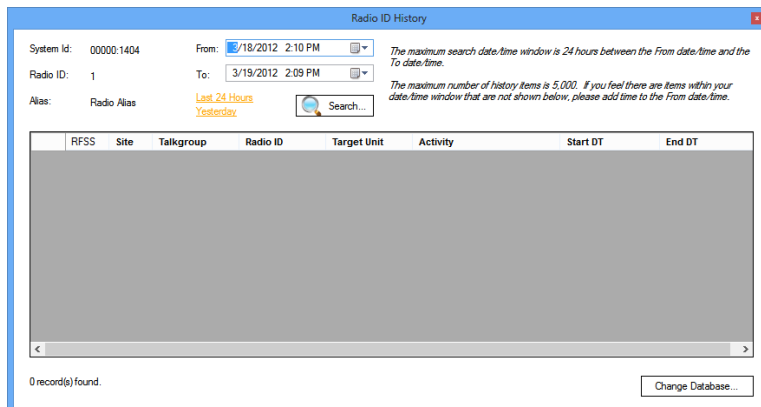 Radio ID History
x
System Id: 00000:1404
From: 3/18/2012 2:10 PM
Radio ID: 1
To: 3/19/2012 2:09 PM
Alias: Radio Alias
Last 24 Hours
Yesterday
Search...
The maximum search date/time window is 24 hours between the From date/time and the
To date/time.
The maximum number of history items is 5,000. If you feel there are items within your
date/time window that are not shown below, please add time to the From date/time.
RFSS Site Talkgroup Radio ID Target Unit Activity Start DT End DT
0 record(s) found.
Change Database...